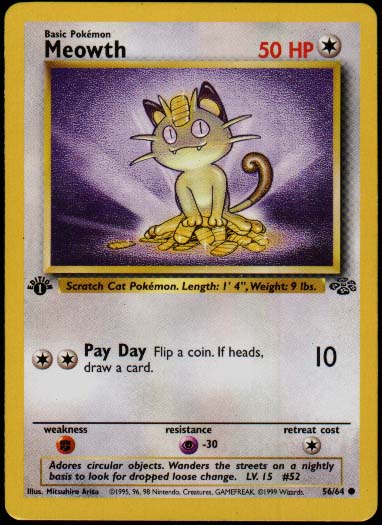 Basic Pokémon
Meowth 50 HP
EDITION
1
Scratch Cat Pokémon. Length: 1' 4", Weight: 9 lbs.
Pay Day Flip a coin. If heads, 10
draw a card.
weakness resistance retreat cost
-30
Adores circular objects. Wanders the streets on a nightly
basis to look for dropped loose change. LV. 15 #52
Illus. Mitsuhiro Arita ©1995, 96, 98 Nintendo, Creatures, GAMEFREAK. ©1999 Wizards. 56/64